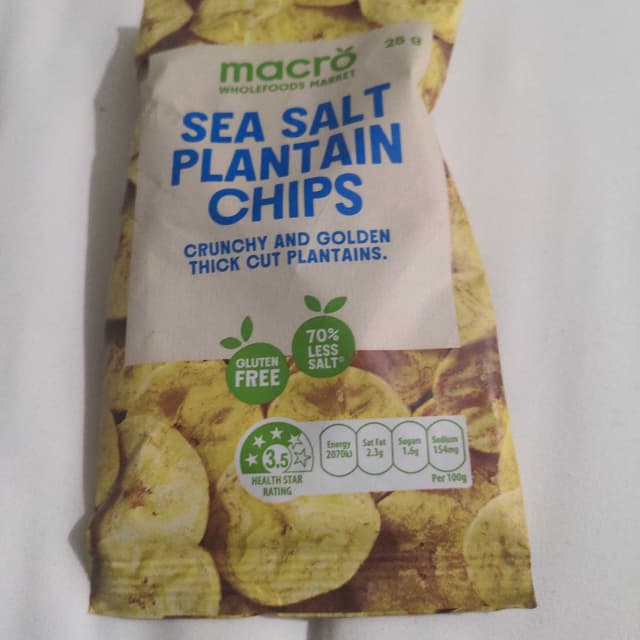 macro
25 g
WHOLEFOODS MARKET
SEA SALT
PLANTAIN
CHIPS
CRUNCHY AND GOLDEN
THICK CUT PLANTAINS.
GLUTEN
FREE
70%
LESS
SALT
3.5
HEALTH STAR
RATING
Energy
2070kJ
Sat Fat
2.3g
Sugars
1.6g
Sodium
154mg
Per 100g